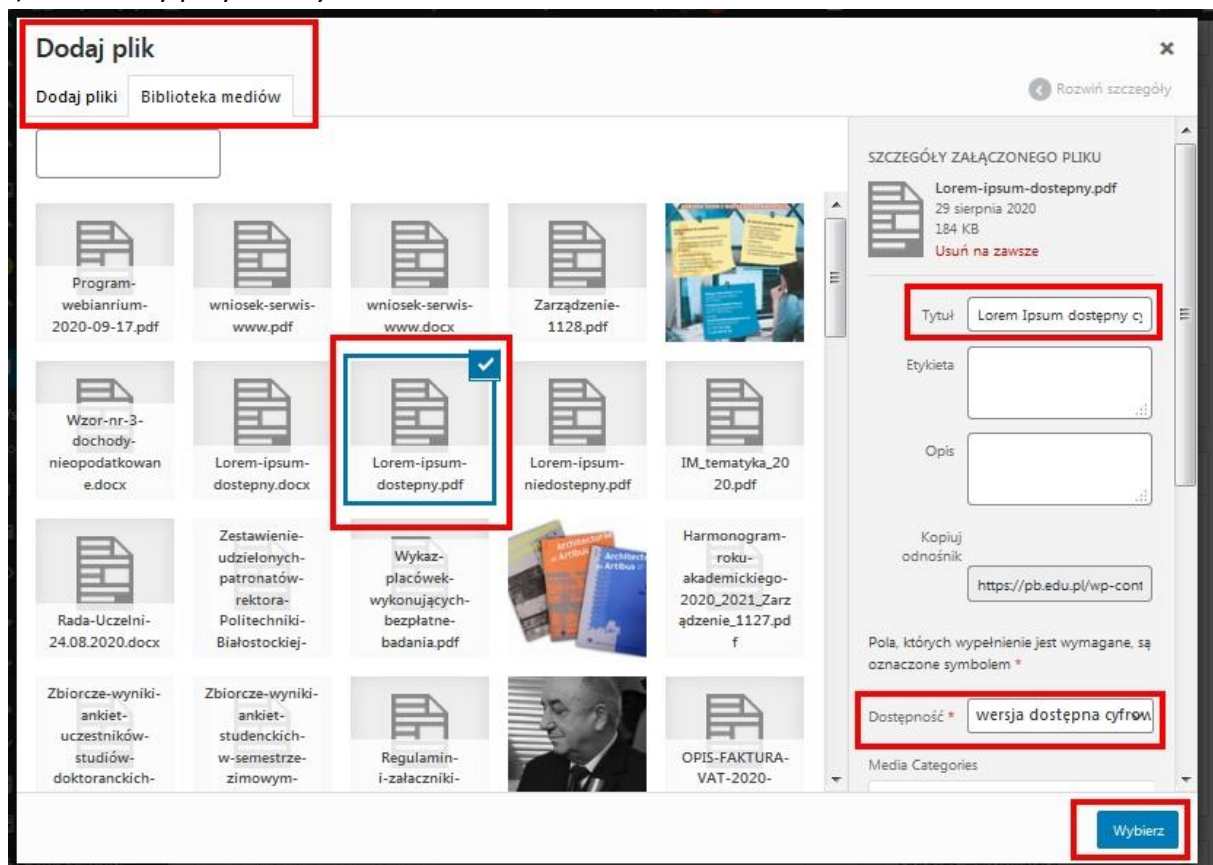 Dodaj plik
×
Dodaj pliki
Biblioteka mediów
Rozwiń szczegóły
Program-
webianrium-
2020-09-17.pdf
wniosek-serwis-
www.pdf
wniosek-serwis-
www.docx
Zarządzenie-
1128.pdf
Wzor-nr-3-
dochody-
nieopodatkowan
e.docx
Lorem-ipsum-
dostepny.docx
Lorem-ipsum-
dostepny.pdf
Lorem-ipsum-
niedostepny.pdf
IM_tematyka_20
20.pdf
Rada-Uczelni-
24.08.2020.docx
Zestawienie-
udzielonych-
patronatów-
rektora-
Politechniki-
Białostockiej-
Wykaz-
placówek-
wykonujących-
bezpłatne-
badania.pdf
Architectur
et Artibus
Harmonogram-
roku-
akademickiego-
2020_2021_Zarz
ądzenie_1127.pd
f
Zbiorcze-wyniki-
ankiet-
uczestników-
studiów-
doktoranckich-
Zbiorcze-wyniki-
ankiet-
studenckich-
w-semestrze-
zimowym-
Regulamin-
i-załaczniki-
OPIS-FAKTURA-
VAT-2020-
SZCZEGÓŁY ZAŁĄCZONEGO PLIKU
Lorem-ipsum-dostepny.pdf
29 sierpnia 2020
184 KB
Usuń na zawsze
Tytuł
Lorem Ipsum dostępny cy
Etykieta
Opis
Kopiuj
odnośnik
https://pb.edu.pl/wp-cont
Pola, których wypełnienie jest wymagane, są
oznaczone symbolem *
Dostępność *
wersja dostępna cyfrow
Media Categories
Wybierz